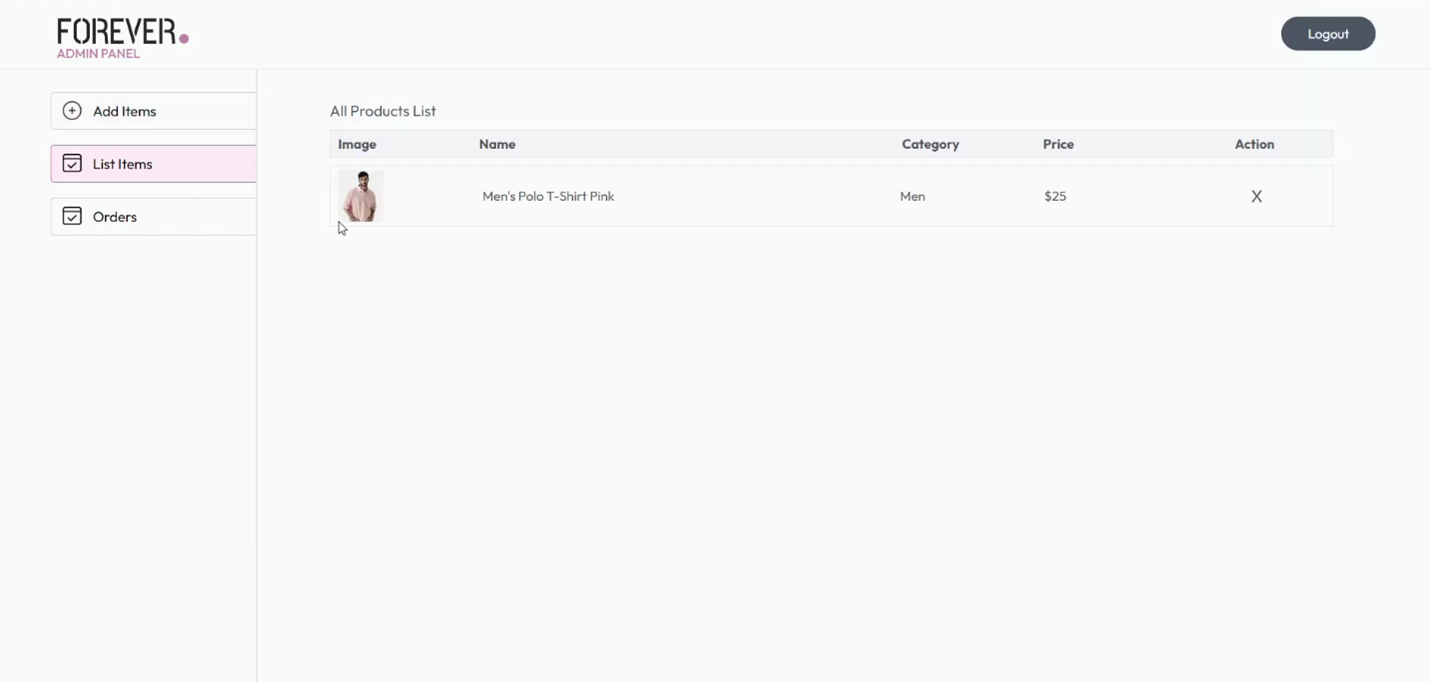 FOREVER.
ADMIN PANEL
Logout
Add Items
List Items
Orders
All Products List
Image Name Category Price Action
Men's Polo T-Shirt Pink Men $25 X